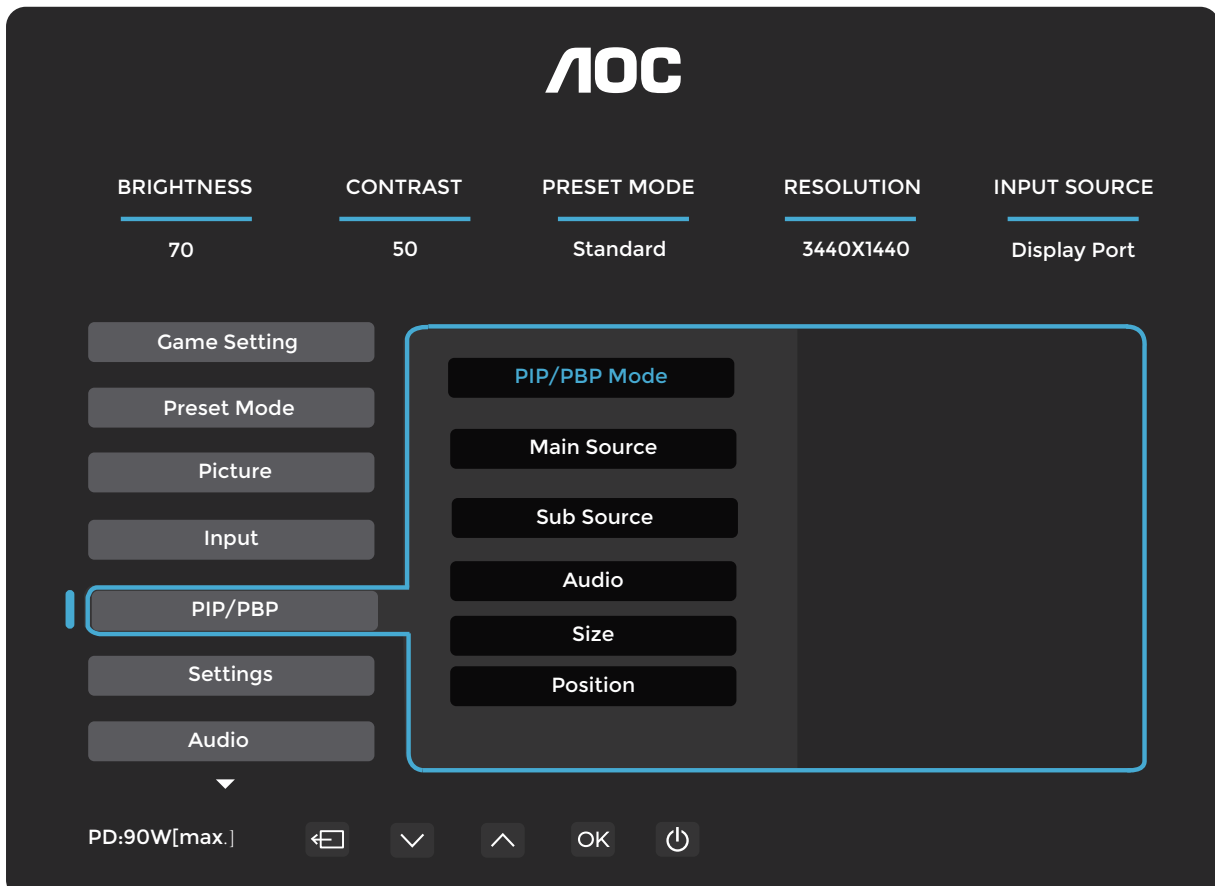 AOC
BRIGHTNESS CONTRAST PRESET MODE RESOLUTION INPUT SOURCE
70 50 Standard 3440X1440 Display Port
Game Setting
Preset Mode
Picture
Input
PIP/PBP
Settings
Audio
PIP/PBP Mode
Main Source
Sub Source
Audio
Size
Position
PD:90W[max.] OK